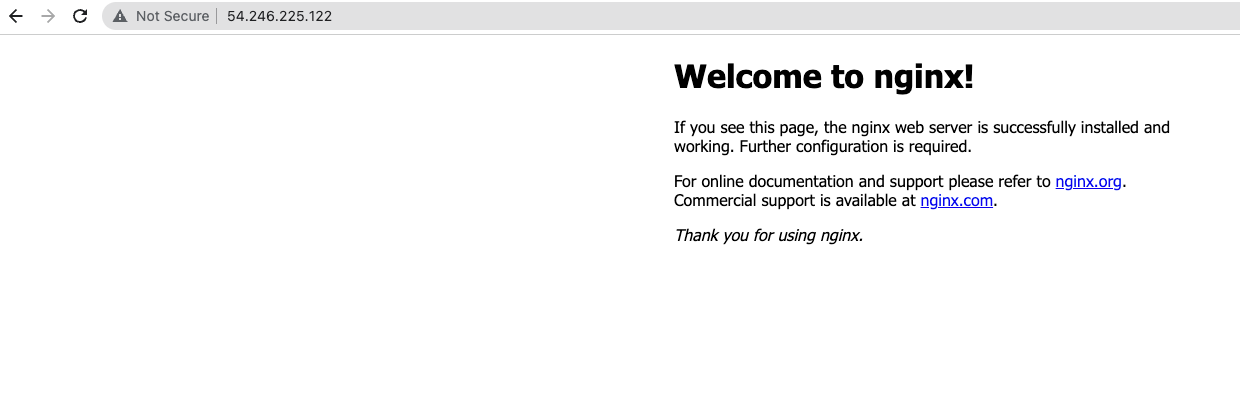 Not Secure 54.246.225.122
Welcome to nginx!
If you see this page, the nginx web server is successfully installed and
working. Further configuration is required.
For online documentation and support please refer to nginx.org.
Commercial support is available at nginx.com.
Thank you for using nginx.